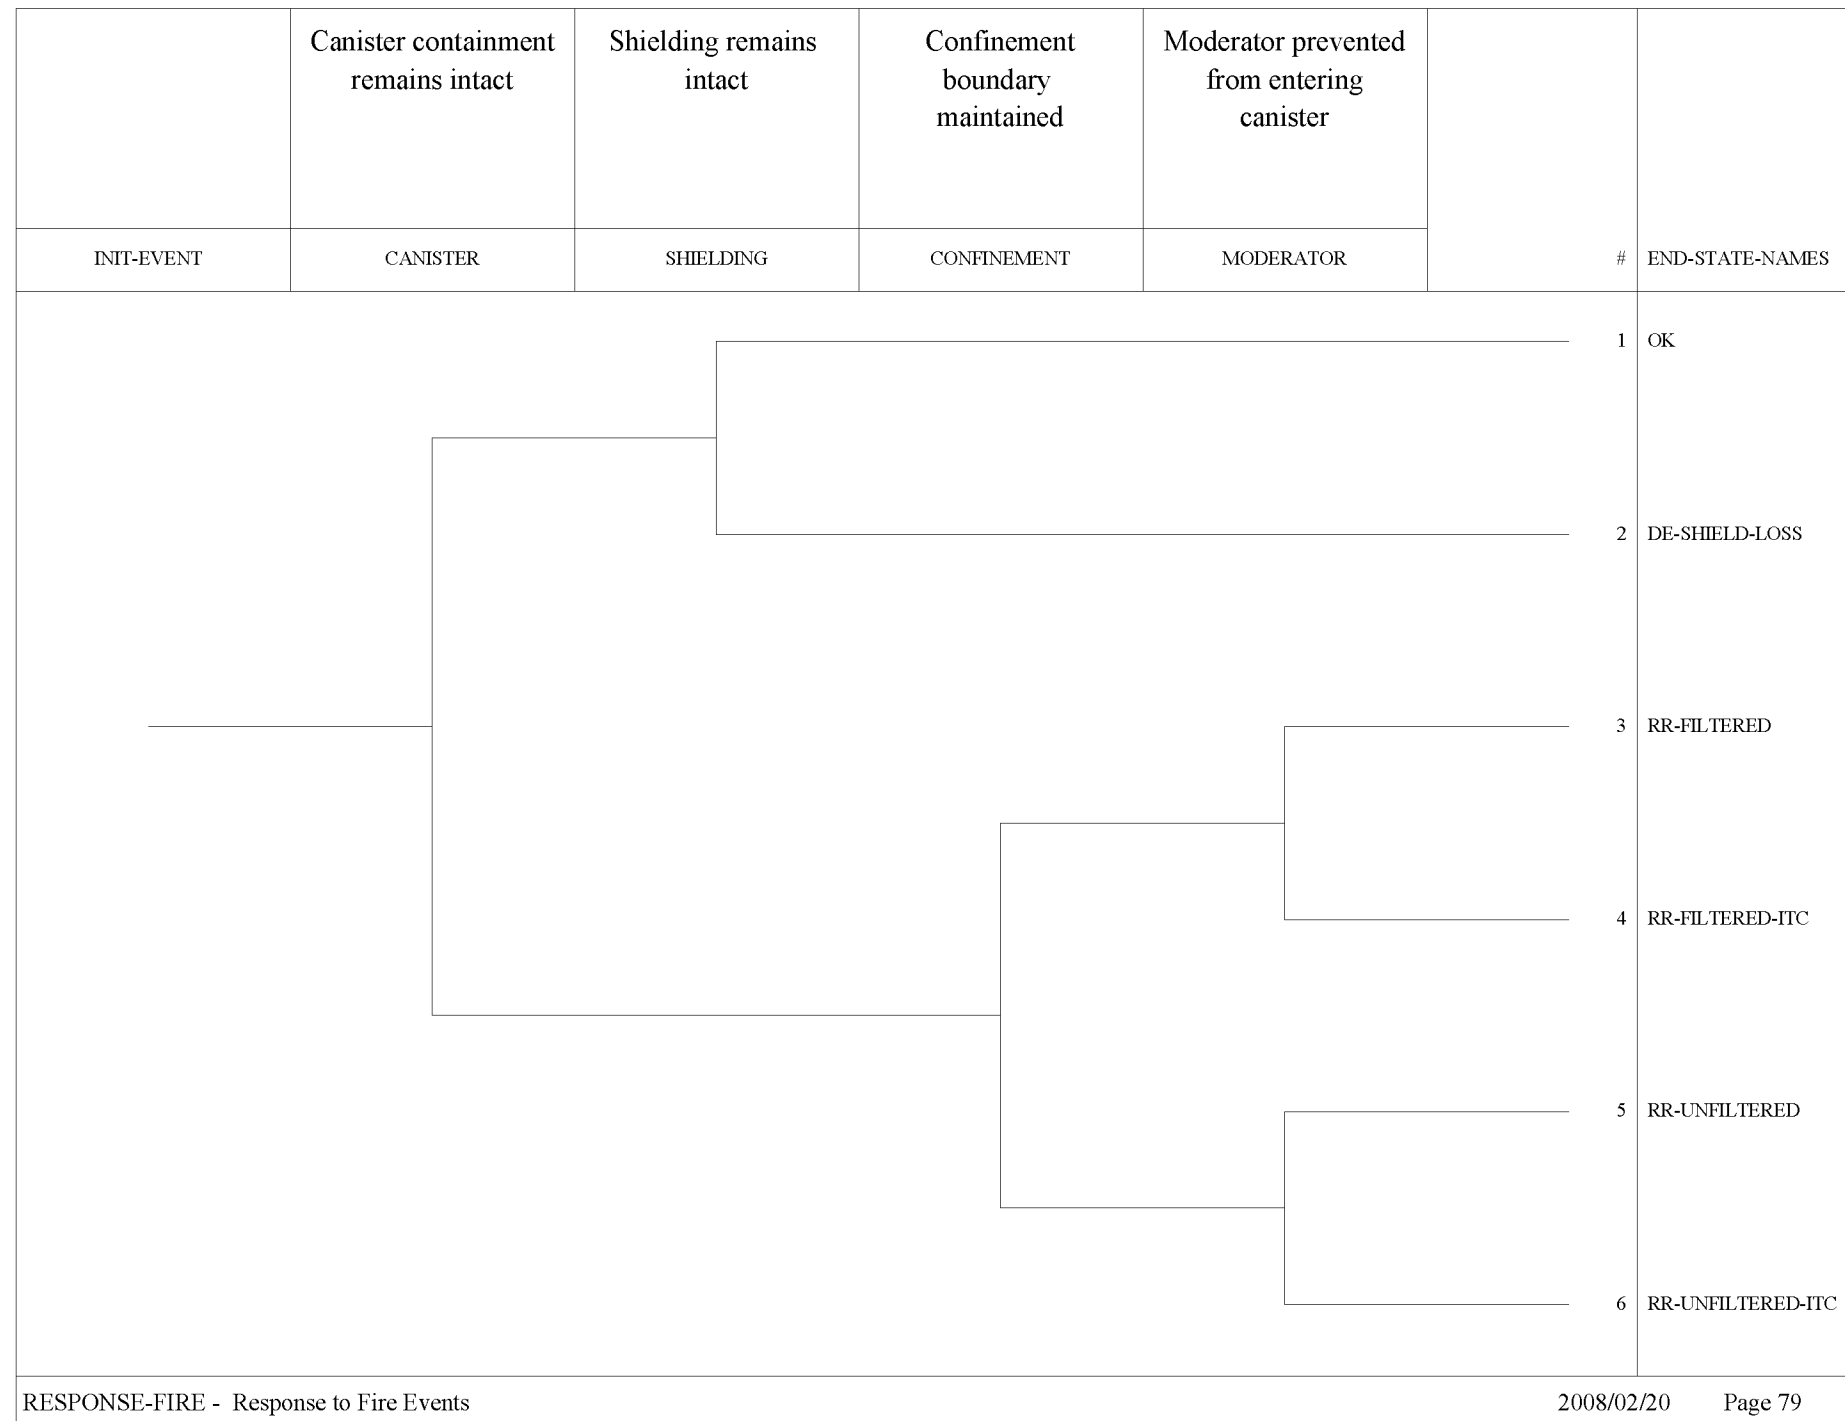 Canister containment
remains intact
Shielding remains
intact
Confinement
boundary
maintained
Moderator prevented
from entering
canister
INIT-EVENT
CANISTER
SHIELDING
CONFINEMENT
MODERATOR
#
END-STATE-NAMES
1 OK
2 DE-SHIELD-LOSS
3 RR-FILTERED
4 RR-FILTERED-ITC
5 RR-UNFILTERED
6 RR-UNFILTERED-ITC
RESPONSE-FIRE - Response to Fire Events
2008/02/20 Page 79